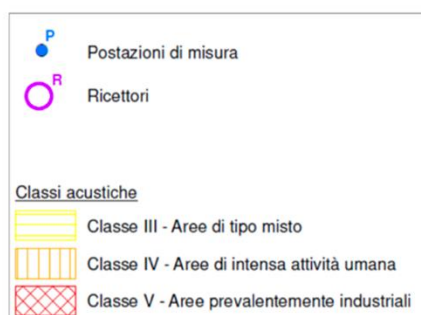 P
Postazioni di misura
R
Ricettori
Classi acustiche
Classe III - Aree di tipo misto
Classe IV - Aree di intensa attività umana
Classe V - Aree prevalentemente industriali